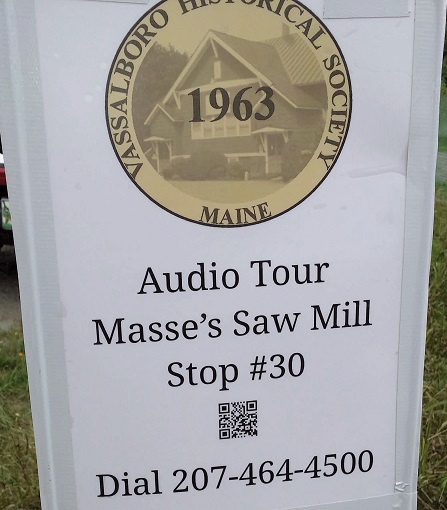 VASSALBORO HISTORICAL SOCIETY
1963
MAINE
Audio Tour
Masse's Saw Mill
Stop #30
Dial 207-464-4500